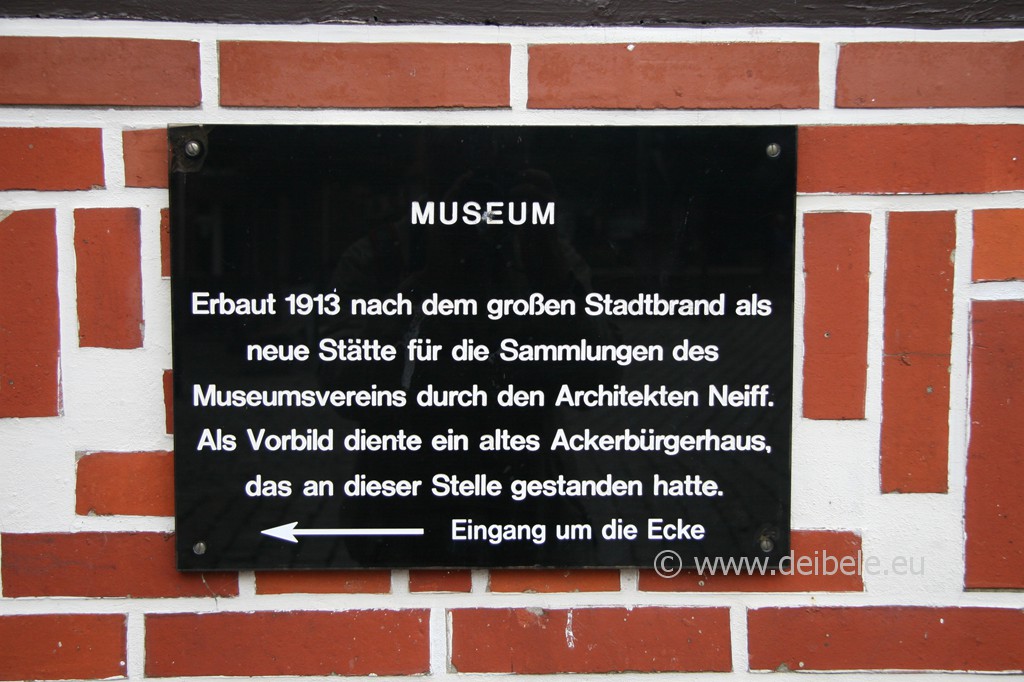 MUSEUM
Erbaut 1913 nach dem großen Stadtbrand als
neue Stätte für die Sammlungen des
Museumsvereins durch den Architekten Neiff.
Als Vorbild diente ein altes Ackerbürgerhaus,
das an dieser Stelle gestanden hatte.
Eingang um die Ecke
© www.deibele.eu